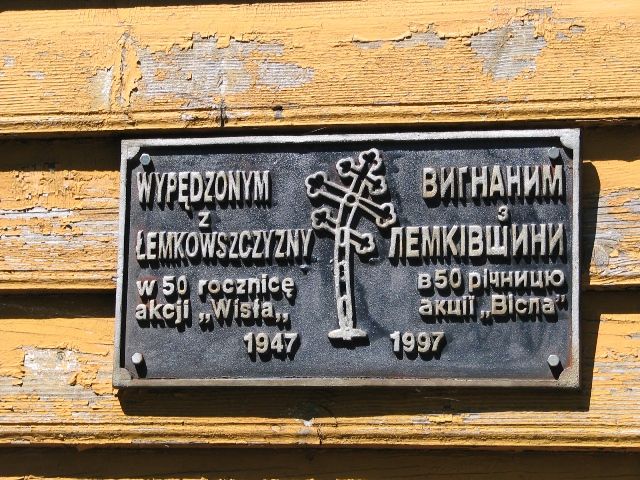 WYPĘDZONYM
z
ŁEMKOWSZCZYZNY
w 50 rocznicę
akcji „Wisła„
1947
ВИГНАНИМ
з
ЛЕМКІВЩИНИ
в 50 річницю
акції „Вісла”
1997